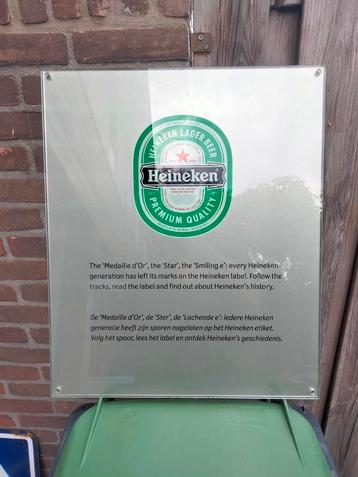 HEINEKEN LAGER BEER
Heineken
PREMIUM QUALITY
The 'Medaille d'Or', the 'Star', the 'Smiling e': every Heineken
generation has left its marks on the Heineken label. Follow the
tracks, read the label and find out about Heineken's history.
De 'Medaille d'Or', de 'Ster', de 'Lachende e': iedere Heineken
generatie heeft zijn sporen nagelaten op het Heineken etiket.
Volg het spoor, lees het label en ontdek Heineken's geschiedenis.